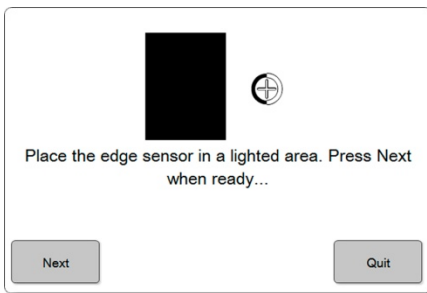 Place the edge sensor in a lighted area. Press Next
when ready...
Next
Quit